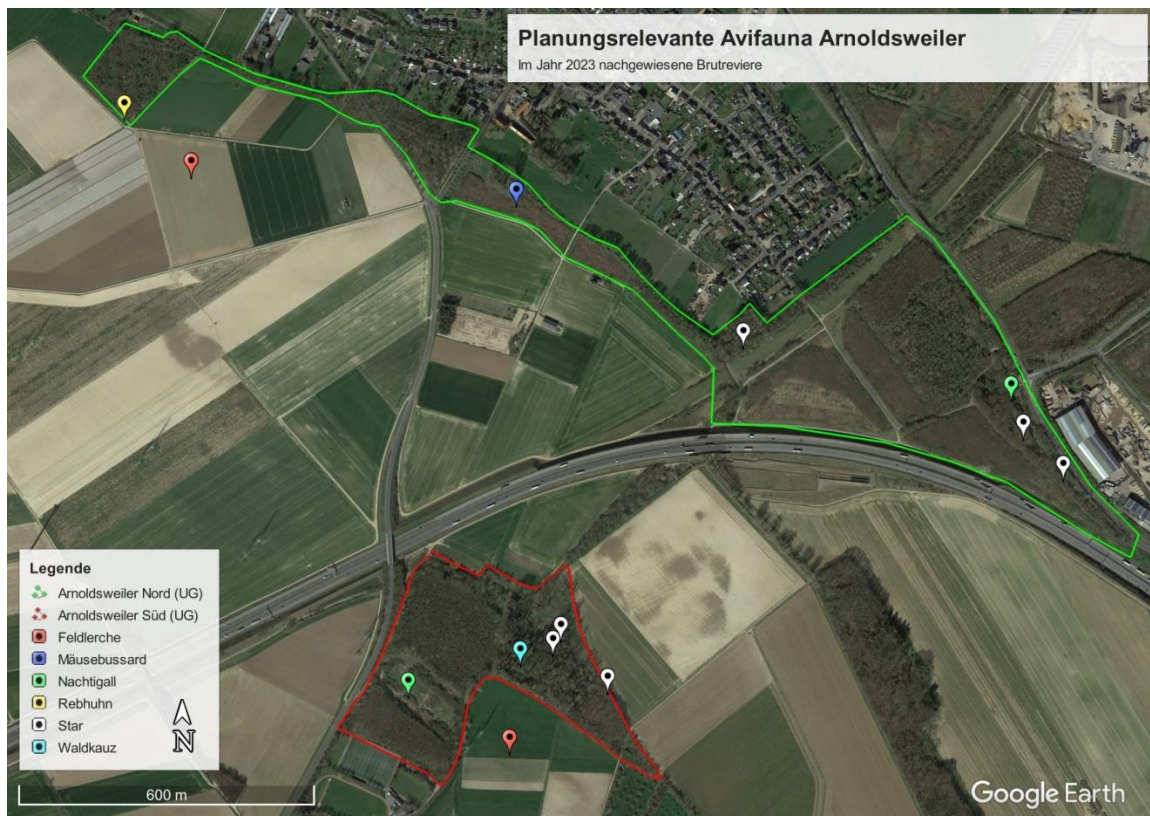 Planungsrelevante Avifauna Arnoldsweiler
Im Jahr 2023 nachgewiesene Brutreviere
Legende
Arnoldsweiler Nord (UG)
Arnoldsweiler Süd (UG)
Feldlerche
Mäusebussard
Nachtigall
Rebhuhn
Star
Waldkauz
N
600 m
Google Earth